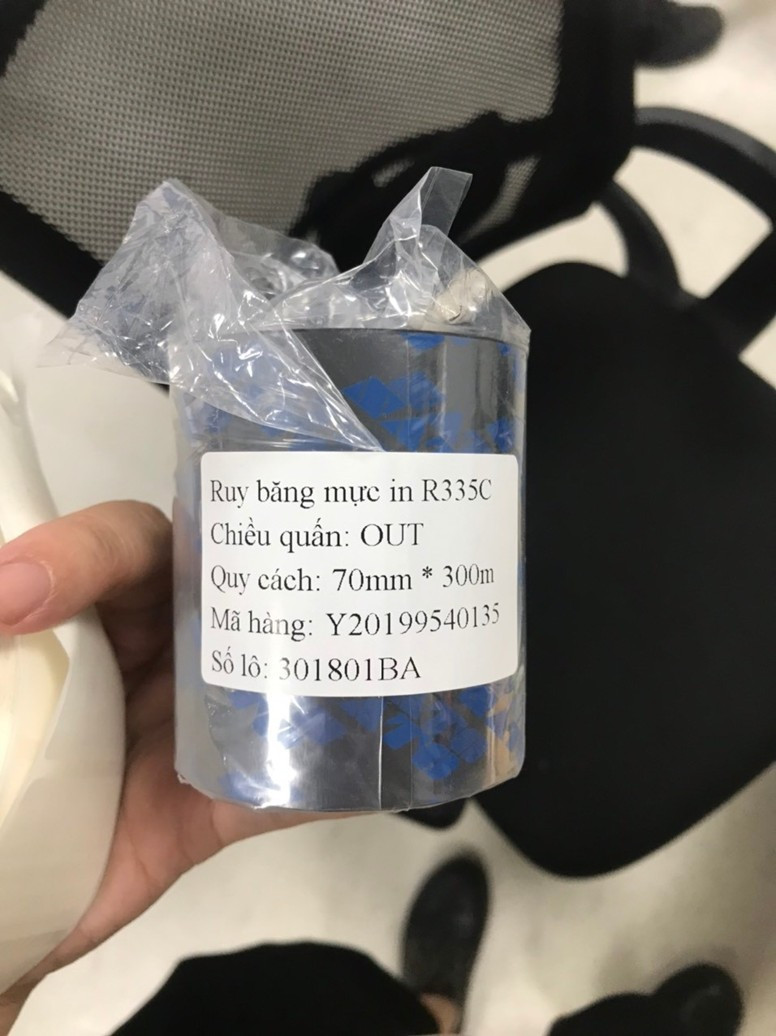 Ruy băng mực in R335C
Chiều quấn: OUT
Quy cách: 70mm * 300m
Mã hàng: Y20199540135
Số lô: 301801BA